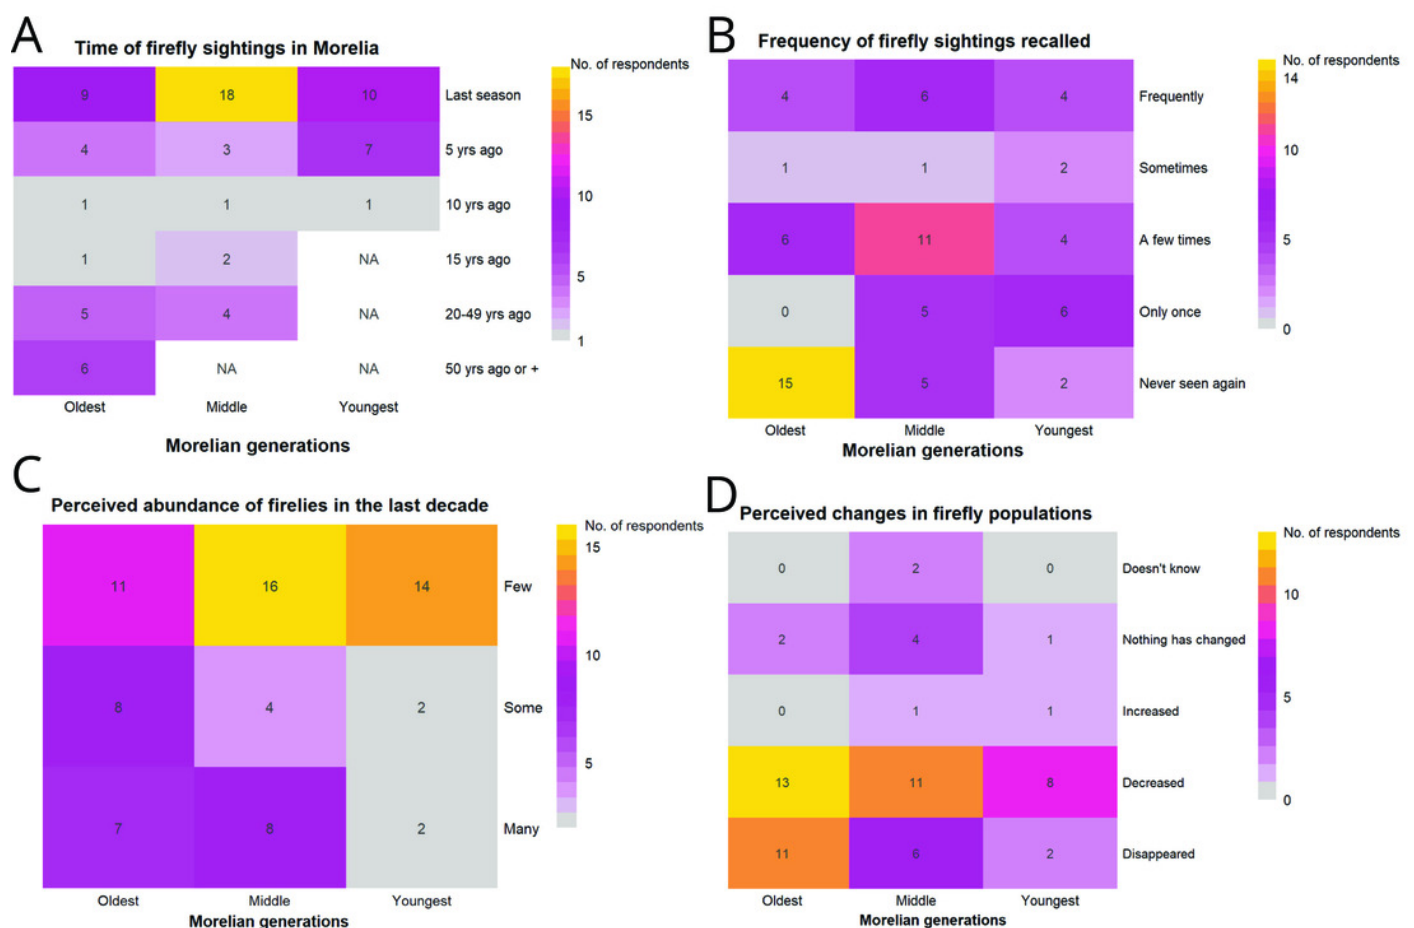 A
Time of firefly sightings in Morelia
No. of respondents
9 18 10 Last season
15
4 3 7 5 yrs ago
10
1 1 1 10 yrs ago
1 2 NA 15 yrs ago
5
5 4 NA 20-49 yrs ago
1
6 NA NA 50 yrs ago or +
Oldest Middle Youngest
Morelian generations
B
Frequency of firefly sightings recalled
No. of respondents
14
4 6 4 Frequently
10
1 1 2 Sometimes
6 11 4 A few times
5
0 5 6 Only once
0
15 5 2 Never seen again
Oldest Middle Youngest
Morelian generations
C
Perceived abundance of firelies in the last decade
No. of respondents
15
11 16 14 Few
10
8 4 2 Some
5
7 8 2 Many
Oldest Middle Youngest
Morelian generations
D
Perceived changes in firefly populations
No. of respondents
0 2 0 Doesn't know
10
2 4 1 Nothing has changed
5
0 1 1 Increased
13 11 8 Decreased
0
11 6 2 Disappeared
Oldest Middle Youngest
Morelian generations